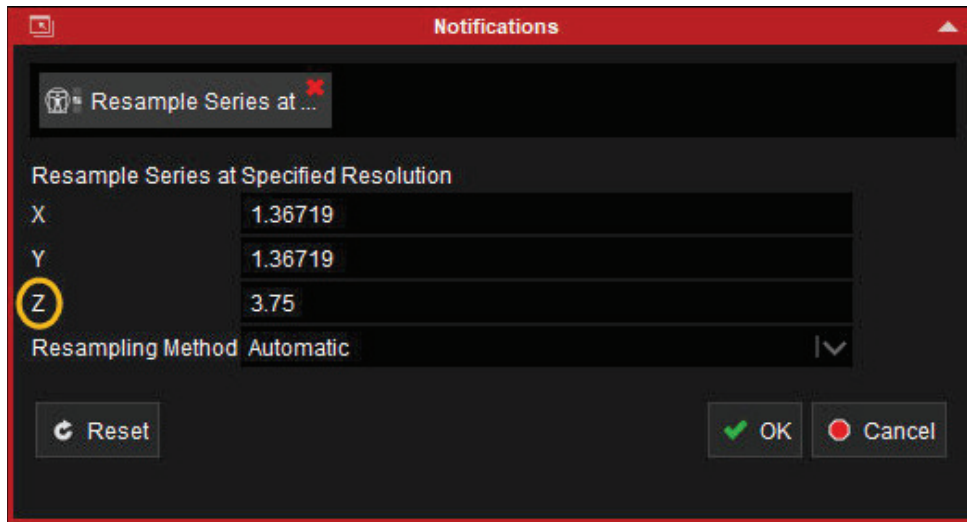 Notifications
Resample Series at ...
Resample Series at Specified Resolution
X 1.36719
Y 1.36719
Z 3.75
Resampling Method Automatic
Reset OK Cancel